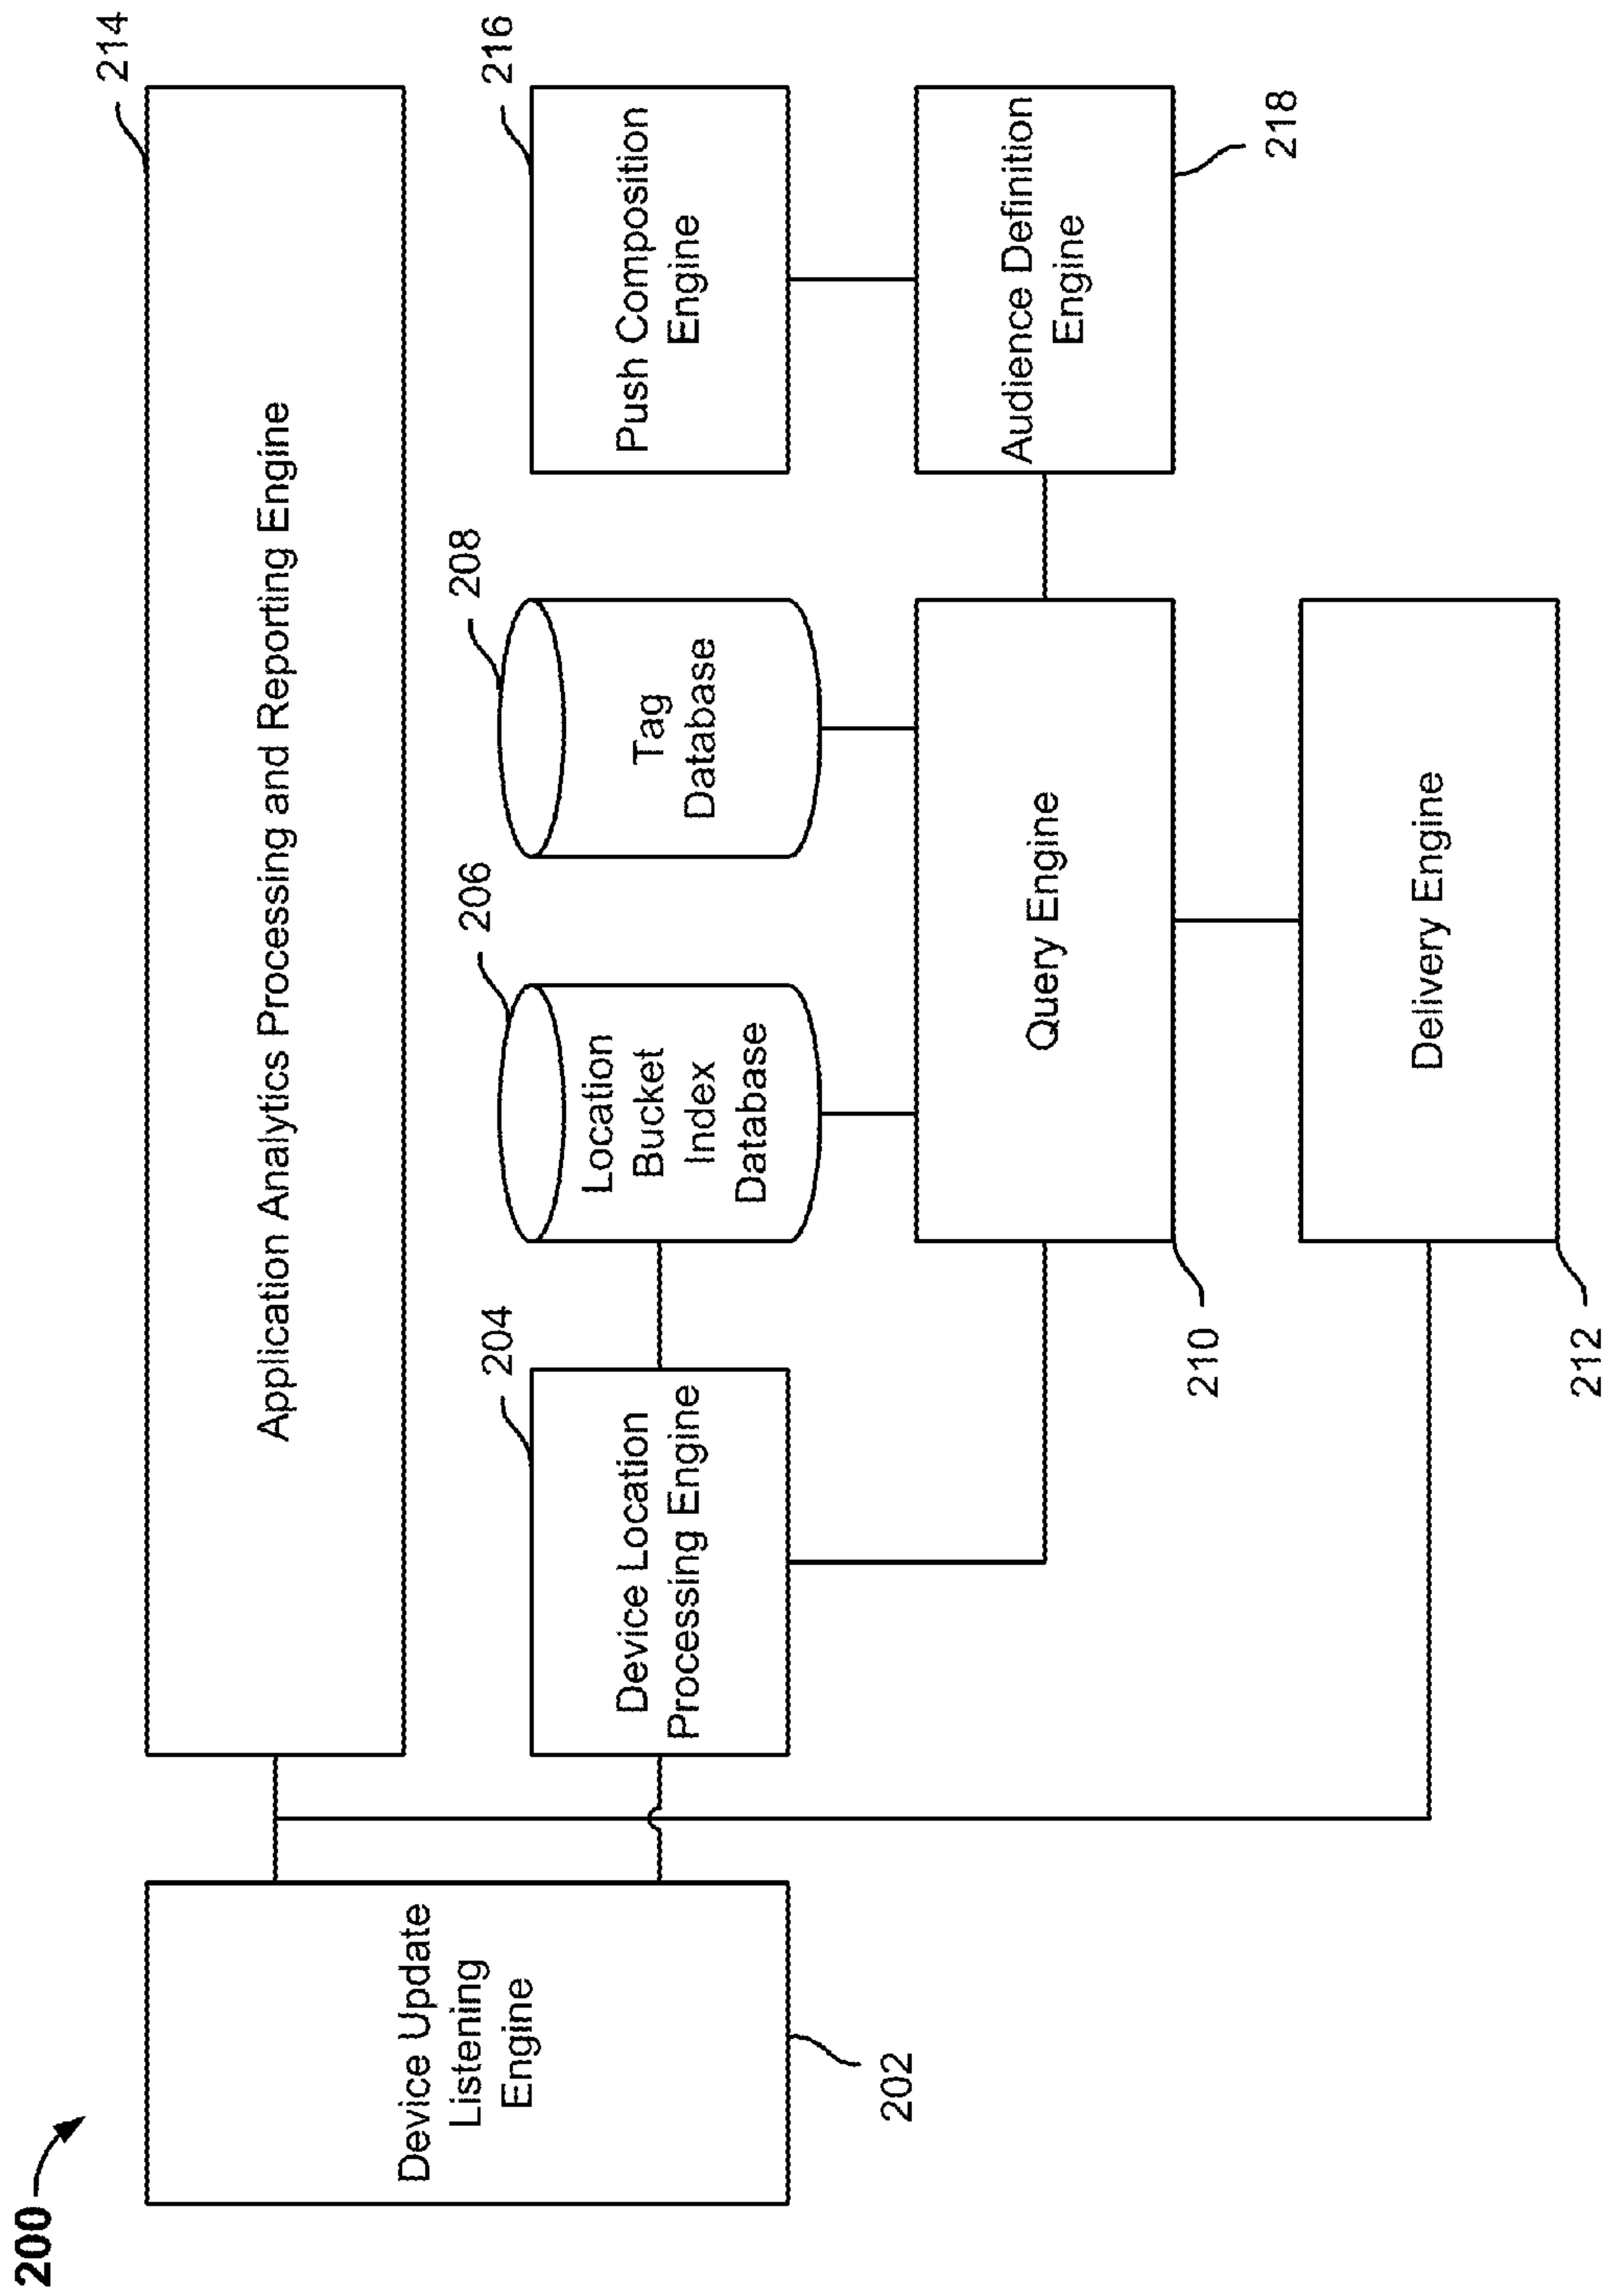 200
214
Application Analytics Processing and Reporting Engine
Device Update
Listening
Engine
202
204
Device Location
Processing Engine
206
Location
Bucket
Index
Database
208
Tag
Database
216
Push Composition
Engine
Query Engine
210
Audience Definition
Engine
218
Delivery Engine
212